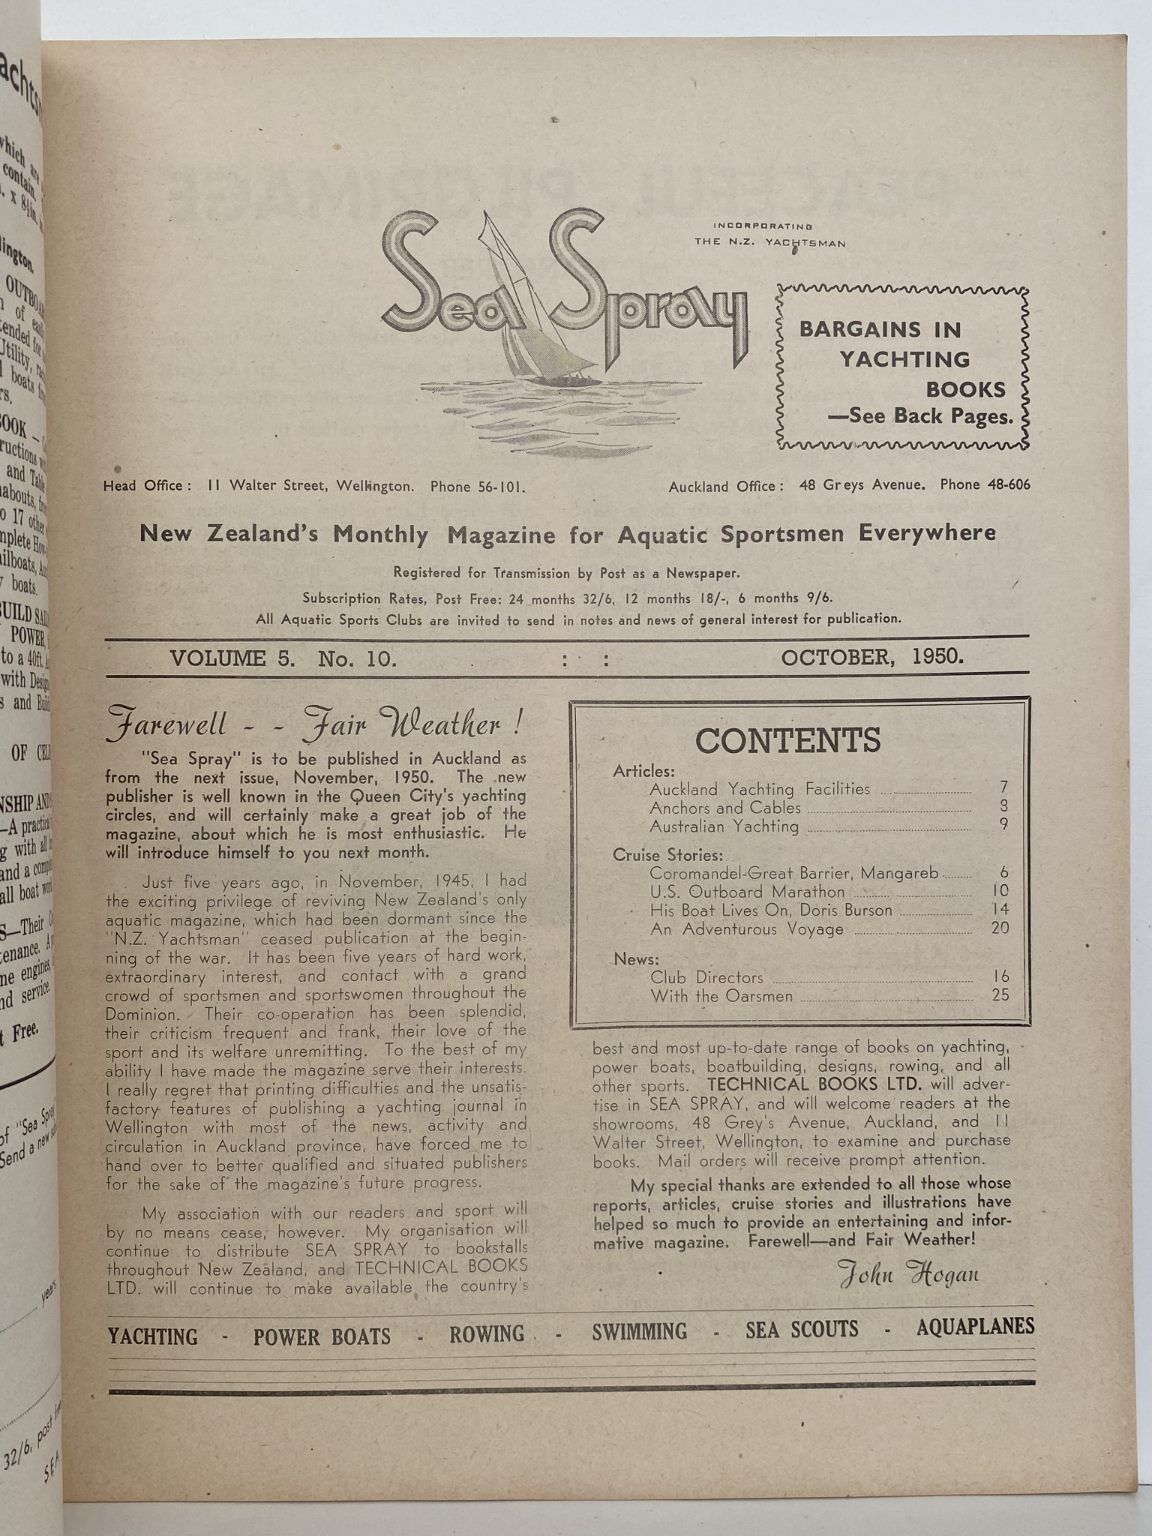 Sea Spray
INCORPORATING
THE N.Z. YACHTSMAN
BARGAINS IN
YACHTING
BOOKS
—See Back Pages.
Head Office: 11 Walter Street, Wellington. Phone 56-101.
Auckland Office: 48 Greys Avenue. Phone 48-606
New Zealand's Monthly Magazine for Aquatic Sportsmen Everywhere
Registered for Transmission by Post as a Newspaper.
Subscription Rates, Post Free: 24 months 32/6, 12 months 18/-, 6 months 9/6.
All Aquatic Sports Clubs are invited to send in notes and news of general interest for publication.
VOLUME 5. No. 10. : : OCTOBER, 1950.
Farewell - - Fair Weather!
"Sea Spray" is to be published in Auckland as
from the next issue, November, 1950. The new
publisher is well known in the Queen City's yachting
circles, and will certainly make a great job of the
magazine, about which he is most enthusiastic. He
will introduce himself to you next month.
Just five years ago, in November, 1945, I had
the exciting privilege of reviving New Zealand's only
aquatic magazine, which had been dormant since the
"N.Z. Yachtsman" ceased publication at the begin-
ning of the war. It has been five years of hard work,
extraordinary interest, and contact with a grand
crowd of sportsmen and sportswomen throughout the
Dominion. Their co-operation has been splendid,
their criticism frequent and frank, their love of the
sport and its welfare unremitting. To the best of my
ability I have made the magazine serve their interests.
I really regret that printing difficulties and the unsatis-
factory features of publishing a yachting journal in
Wellington with most of the news, activity and
circulation in Auckland province, have forced me to
hand over to better qualified and situated publishers
for the sake of the magazine's future progress.
My association with our readers and sport will
by no means cease, however. My organisation will
continue to distribute SEA SPRAY to bookstalls
throughout New Zealand, and TECHNICAL BOOKS
LTD. will continue to make available the country's
CONTENTS
Articles:
Auckland Yachting Facilities 7
Anchors and Cables 8
Australian Yachting 9
Cruise Stories:
Coromandel-Great Barrier, Mangareb 6
U.S. Outboard Marathon 10
His Boat Lives On, Doris Burson 14
An Adventurous Voyage 20
News:
Club Directors 16
With the Oarsmen 25
best and most up-to-date range of books on yachting,
power boats, boatbuilding, designs, rowing, and all
other sports. TECHNICAL BOOKS LTD. will adver-
tise in SEA SPRAY, and will welcome readers at the
showrooms, 48 Grey's Avenue, Auckland, and 11
Walter Street, Wellington, to examine and purchase
books. Mail orders will receive prompt attention.
My special thanks are extended to all those whose
reports, articles, cruise stories and illustrations have
helped so much to provide an entertaining and infor-
mative magazine. Farewell—and Fair Weather!
John Hogan
YACHTING - POWER BOATS - ROWING - SWIMMING - SEA SCOUTS - AQUAPLANES